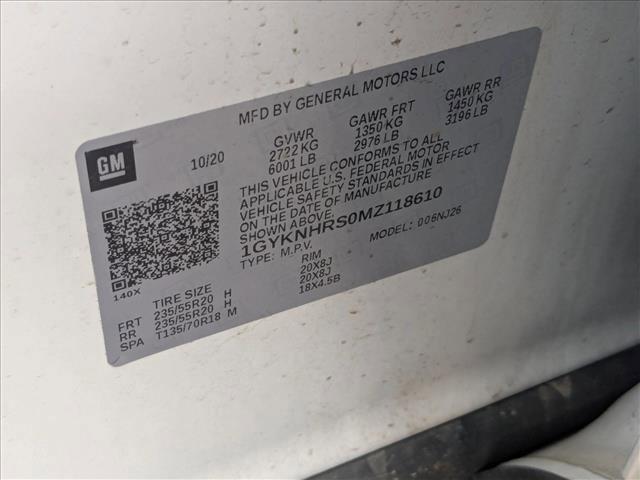 MFD BY GENERAL MOTORS LLC
GM
10/20
GVWR GAWR FRT GAWR RR
2722 KG 1350 KG 1450 KG
6001 LB 2976 LB 3196 LB
THIS VEHICLE CONFORMS TO ALL
APPLICABLE U.S. FEDERAL MOTOR
VEHICLE SAFETY STANDARDS IN EFFECT
ON THE DATE OF MANUFACTURE
SHOWN ABOVE.
1GYKNHRS0MZ118610
TYPE: M.P.V. MODEL: 006NJ26
140X
TIRE SIZE RIM
FRT 235/55R20 H 20X8J
RR 235/55R20 H 20X8J
SPA T135/70R18 M 18X4.5B